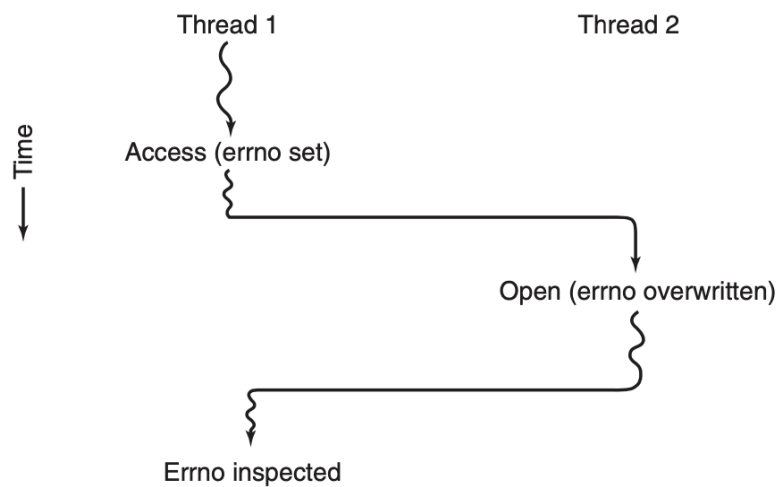 Thread 1
Thread 2
Time
Access (errno set)
Open (errno overwritten)
Errno inspected